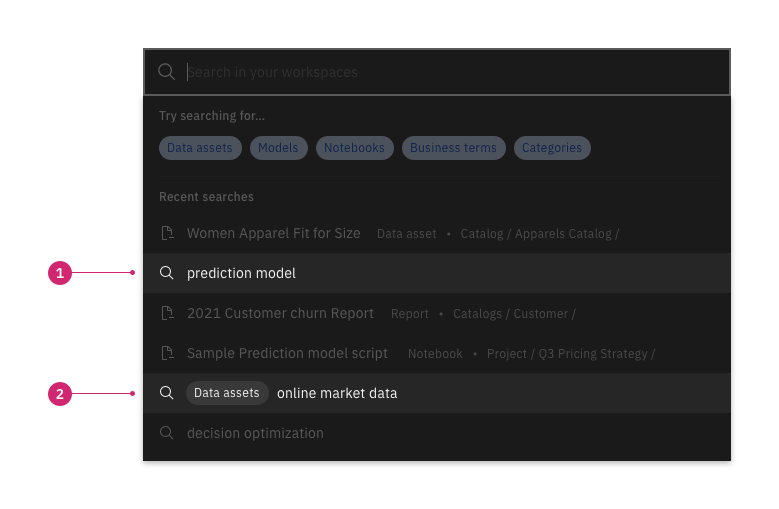 Search in your workspaces
Try searching for...
Data assets Models Notebooks Business terms Categories
Recent searches
Women Apparel Fit for Size Data asset • Catalog / Apparels Catalog /
1 prediction model
2021 Customer churn Report Report • Catalogs / Customer /
Sample Prediction model script Notebook • Project / Q3 Pricing Strategy /
2 Data assets online market data
decision optimization